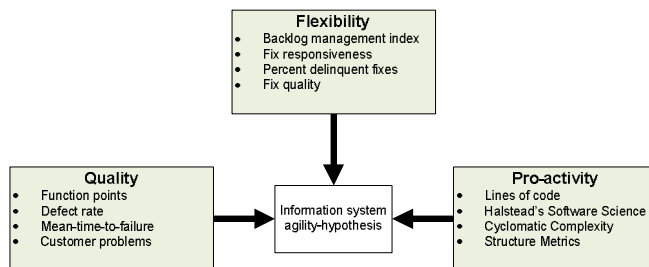 Flexibility
• Backlog management index
• Fix responsiveness
• Percent delinquent fixes
• Fix quality
Quality
• Function points
• Defect rate
• Mean-time-to-failure
• Customer problems
Information system
agility-hypothesis
Pro-activity
• Lines of code
• Halstead's Software Science
• Cyclomatic Complexity
• Structure Metrics